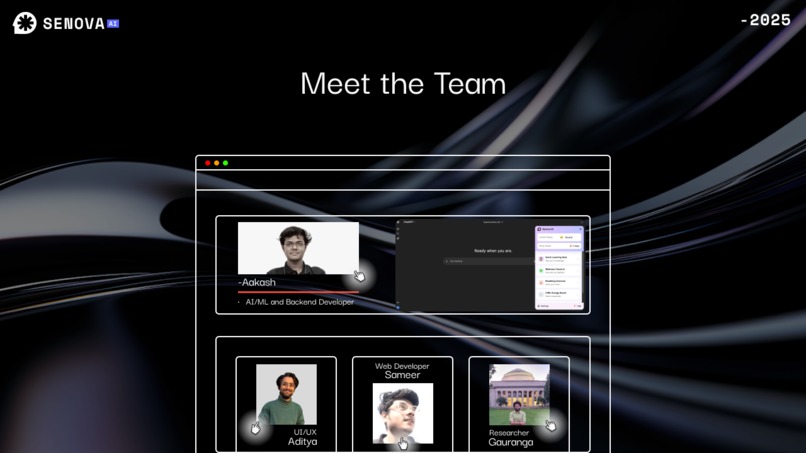 SENOVA AI
-2025
Meet the Team
-Aakash
AI/ML and Backend Developer
Ready when you are.
UI/UX
Aditya
Web Developer
Sameer
Researcher
Gauranga